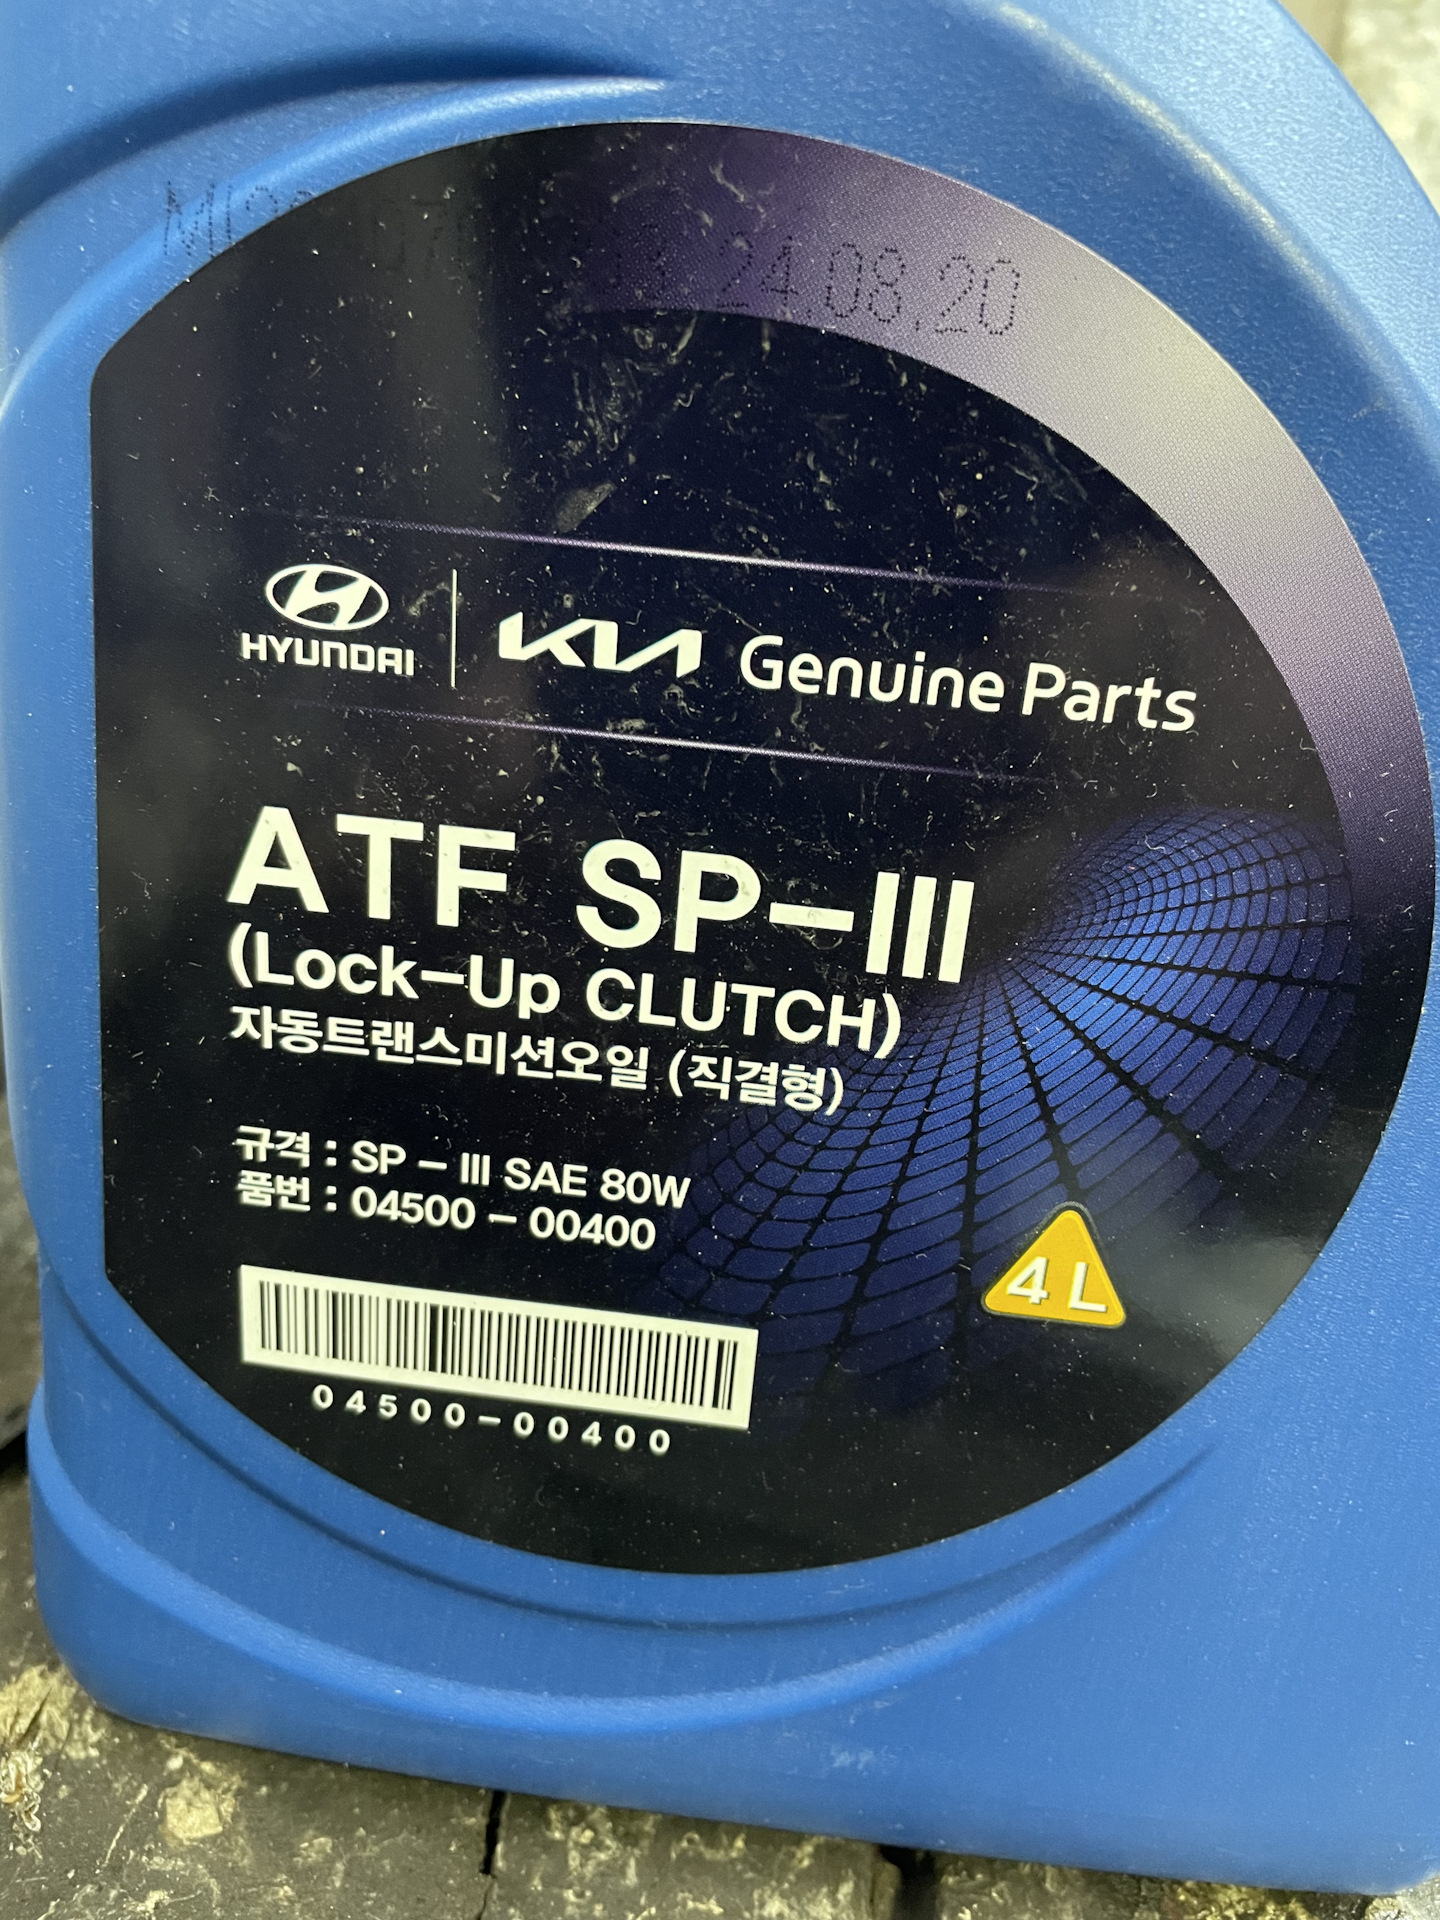 24.08.20
HYUNDAI KIA Genuine Parts
ATF SP-III
(Lock-Up CLUTCH)
자동트랜스미션오일 (직결형)
규격 : SP - III SAE 80W
품번 : 04500 - 00400
4 L
04500-00400